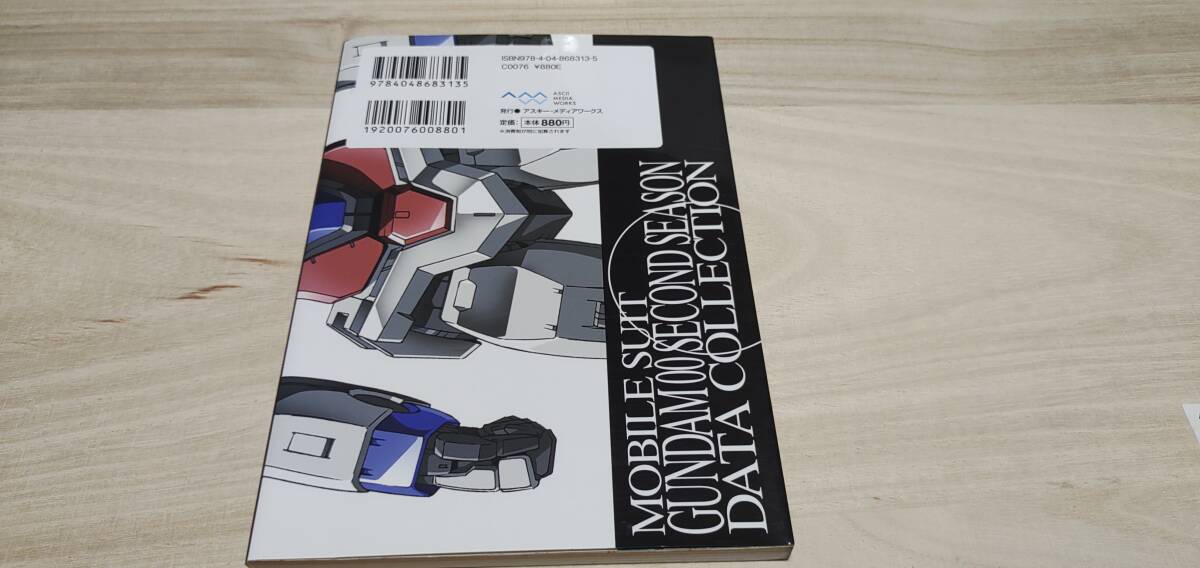 ISBN978-4-04-868313-5
C0076 ¥880E
9784048683135
ASCII
MEDIA
WORKS
発行●アスキー・メディアワークス
定価:本体880円
※消費税が別に加算されます
1920076008801
MOBILE SUIT
GUNDAM 00/SECOND SEASON
DATA COLLECTION